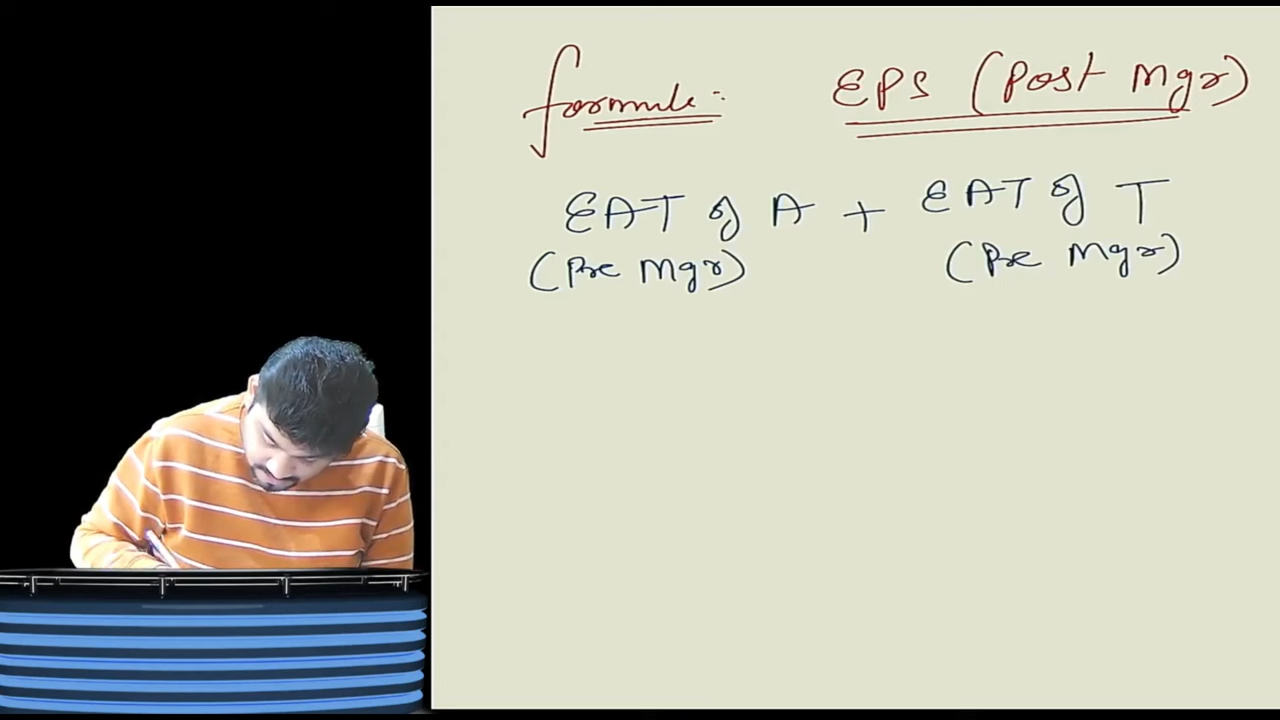 formula:- EPS (Post Mgr)
EAT of A + EAT of T
(Pre Mgr) (Pre Mgr)